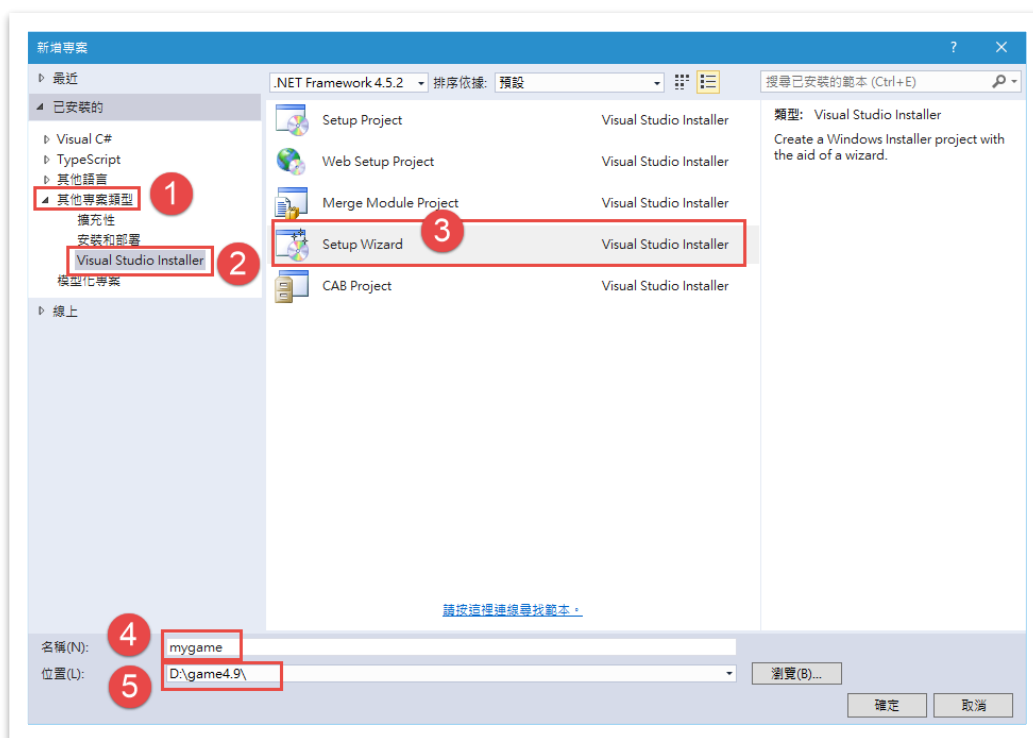 新增專案
? ✕
最近
已安裝的
Visual C#
TypeScript
其他語言
其他專案類型
1
擴充性
安裝和部署
Visual Studio Installer
2
模型化專案
線上
.NET Framework 4.5.2 排序依據: 預設
Setup Project Visual Studio Installer
Web Setup Project Visual Studio Installer
Merge Module Project Visual Studio Installer
3
Setup Wizard Visual Studio Installer
CAB Project Visual Studio Installer
請按這裡連線尋找範本。
搜尋已安裝的範本 (Ctrl+E)
類型: Visual Studio Installer
Create a Windows Installer project with
the aid of a wizard.
名稱(N): 4 mygame
位置(L): 5 D:\game4.9\ 瀏覽(B)...
確定 取消